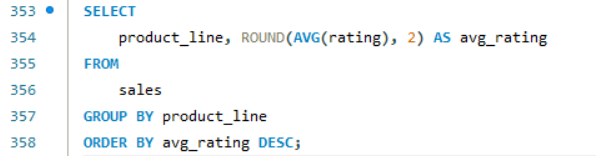 353 SELECT
354 product_line, ROUND(AVG(rating), 2) AS avg_rating
355 FROM
356 sales
357 GROUP BY product_line
358 ORDER BY avg_rating DESC;